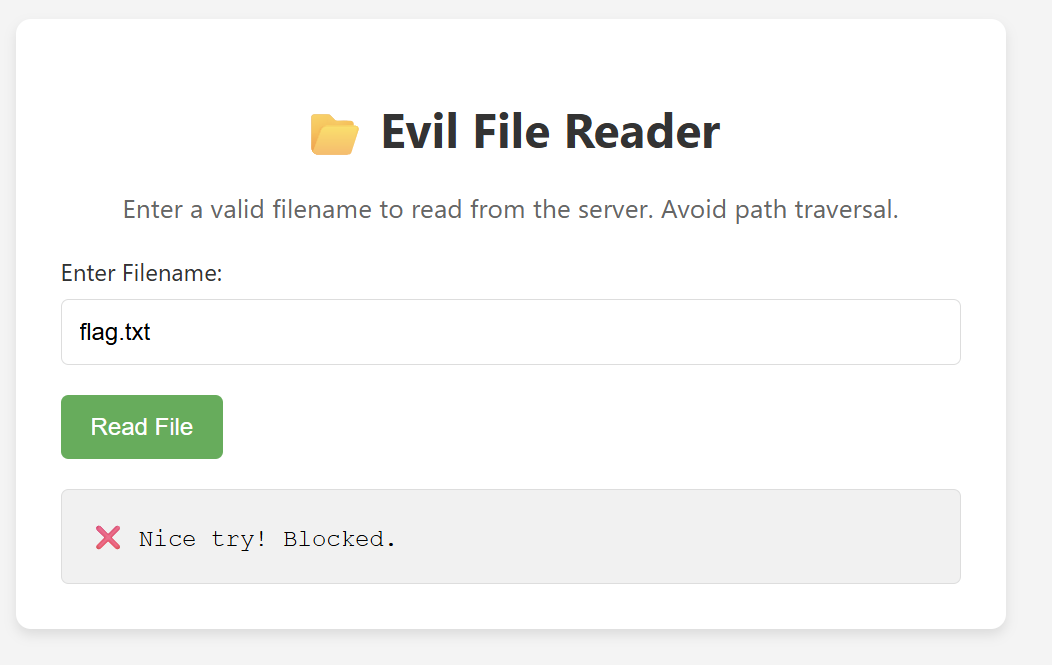 📂 Evil File Reader
Enter a valid filename to read from the server. Avoid path traversal.
Enter Filename:
flag.txt
Read File
❌ Nice try! Blocked.